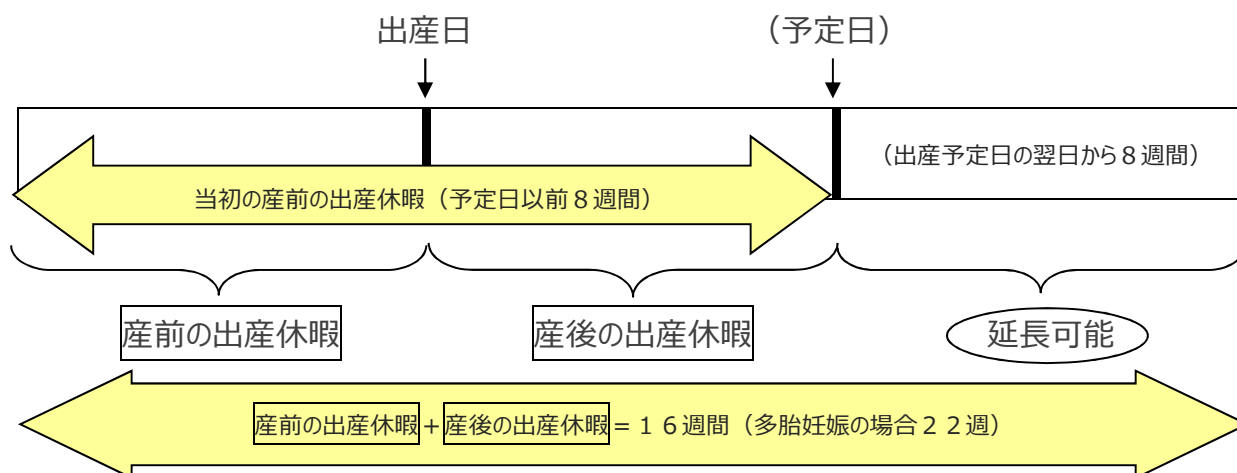 出産日
（予定日）
（出産予定日の翌日から８週間）
当初の産前の出産休暇（予定日以前８週間）
産前の出産休暇
産後の出産休暇
延長可能
産前の出産休暇＋産後の出産休暇＝１６週間（多胎妊娠の場合２２週）